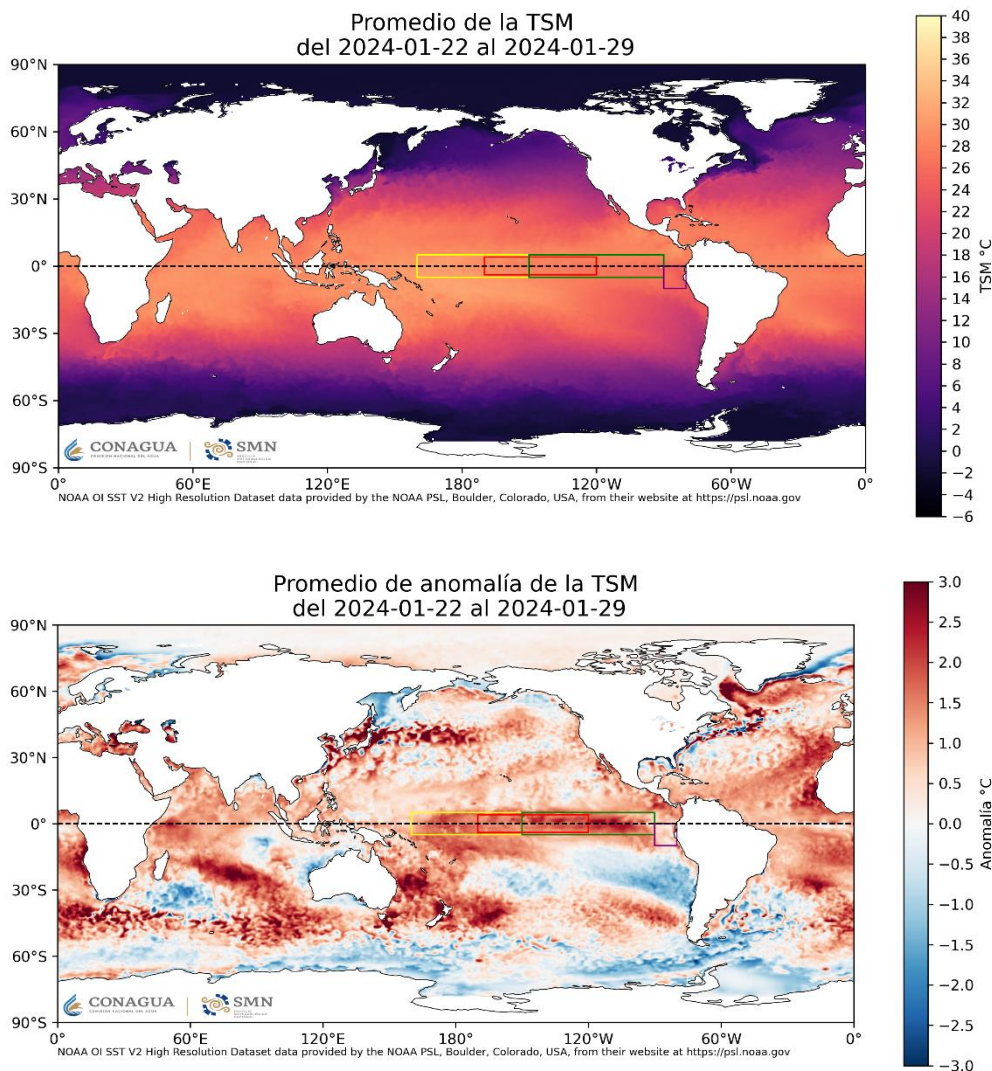 Promedio de la TSM
del 2024-01-22 al 2024-01-29
90°N
60°N
30°N
0°
30°S
60°S
90°S
0°
60°E
120°E
180°
120°W
60°W
0°
CONAGUA
COMISIÓN NACIONAL DEL AGUA
SMN
NOAA OI SST V2 High Resolution Dataset data provided by the NOAA PSL, Boulder, Colorado, USA, from their website at https://psl.noaa.gov
40
38
36
34
32
30
28
26
24
22
20
18
16
14
12
10
8
6
4
2
0
−2
−4
−6
TSM °C
Promedio de anomalía de la TSM
del 2024-01-22 al 2024-01-29
90°N
60°N
30°N
0°
30°S
60°S
90°S
0°
60°E
120°E
180°
120°W
60°W
0°
CONAGUA
COMISIÓN NACIONAL DEL AGUA
SMN
NOAA OI SST V2 High Resolution Dataset data provided by the NOAA PSL, Boulder, Colorado, USA, from their website at https://psl.noaa.gov
3.0
2.5
2.0
1.5
1.0
0.5
0.0
−0.5
−1.0
−1.5
−2.0
−2.5
−3.0
Anomalía °C